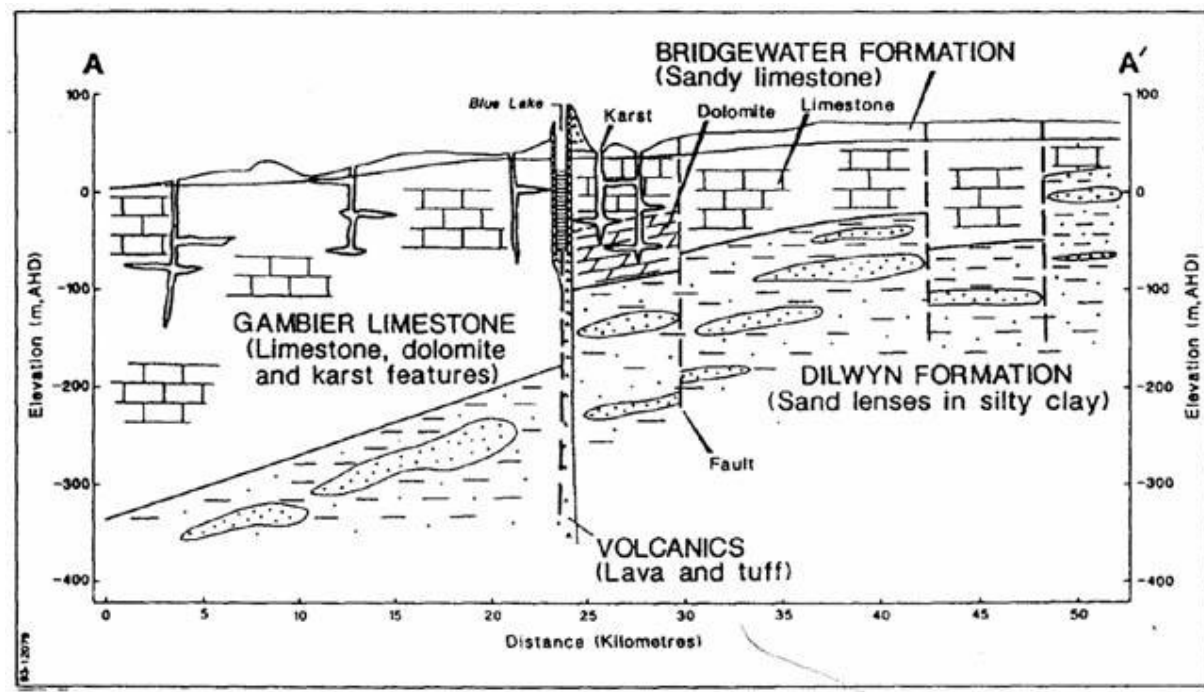 A
BRIDGEWATER FORMATION
(Sandy limestone)
A'
100
Blue Lake
Karst
Dolomite
Limestone
100
0
0
-100
-100
GAMBIER LIMESTONE
(Limestone, dolomite
and karst features)
-200
DILWYN FORMATION
(Sand lenses in silty clay)
-200
Fault
-300
-300
VOLCANICS
(Lava and tuff)
-400
-400
Elevation (m,AHD)
Elevation (m,AHD)
0 5 10 15 20 25 30 35 40 45 50
Distance (Kilometres)
93-12079